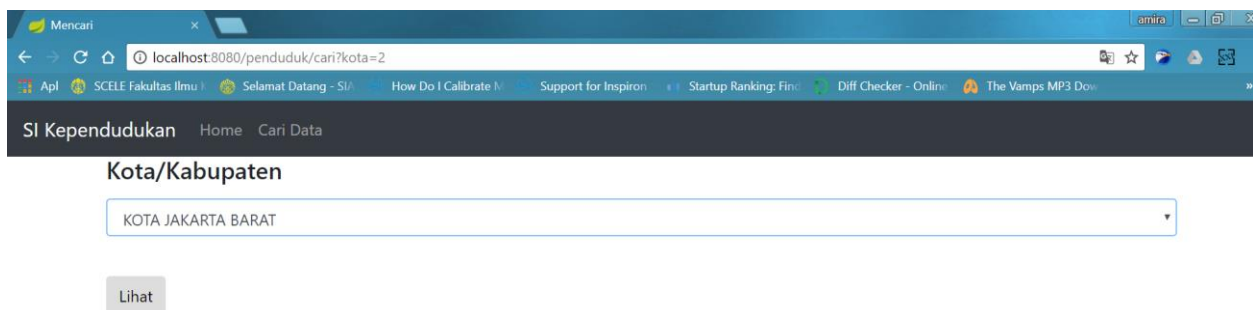 Mencari
amira
localhost:8080/penduduk/cari?kota=2
Apl SCELE Fakultas Ilmu Selamat Datang - SIA How Do I Calibrate M Support for Inspiron Startup Ranking: Find Diff Checker - Online The Vamps MP3 Dow
SI Kependudukan Home Cari Data
Kota/Kabupaten
KOTA JAKARTA BARAT
Lihat